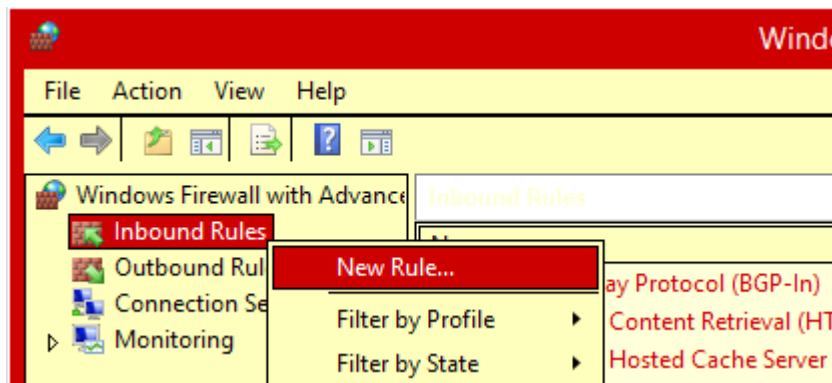 Windo
File Action View Help
Windows Firewall with Advance
Inbound Rules
Inbound Rules
Outbound Rul
Connection Se
Monitoring
New Rule...
Filter by Profile
Filter by State
ay Protocol (BGP-In)
Content Retrieval (HT
Hosted Cache Server